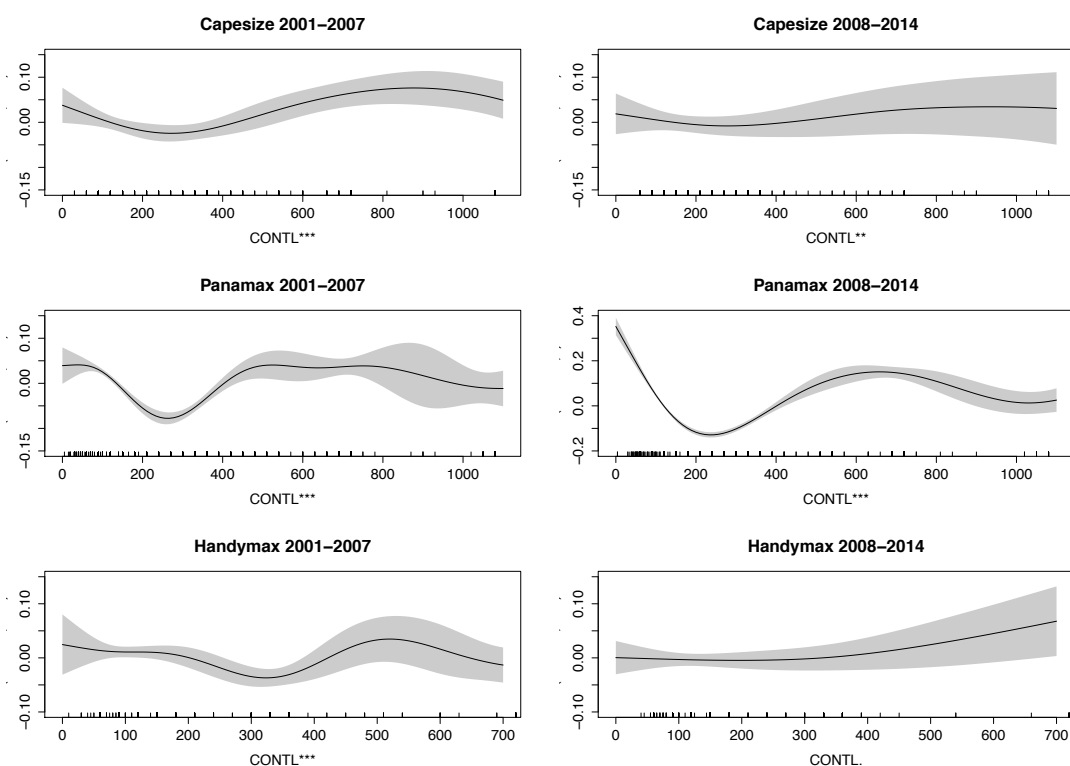 Capesize 2001−2007
0.10
0.00
−0.15
0 200 400 600 800 1000
CONTL***
Capesize 2008−2014
0.10
0.00
−0.15
0 200 400 600 800 1000
CONTL**
Panamax 2001−2007
0.10
0.00
−0.15
0 200 400 600 800 1000
CONTL***
Panamax 2008−2014
0.4
0.2
0.0
−0.2
0 200 400 600 800 1000
CONTL***
Handymax 2001−2007
0.10
0.00
−0.10
0 100 200 300 400 500 600 700
CONTL***
Handymax 2008−2014
0.10
0.00
−0.10
0 100 200 300 400 500 600 700
CONTL.